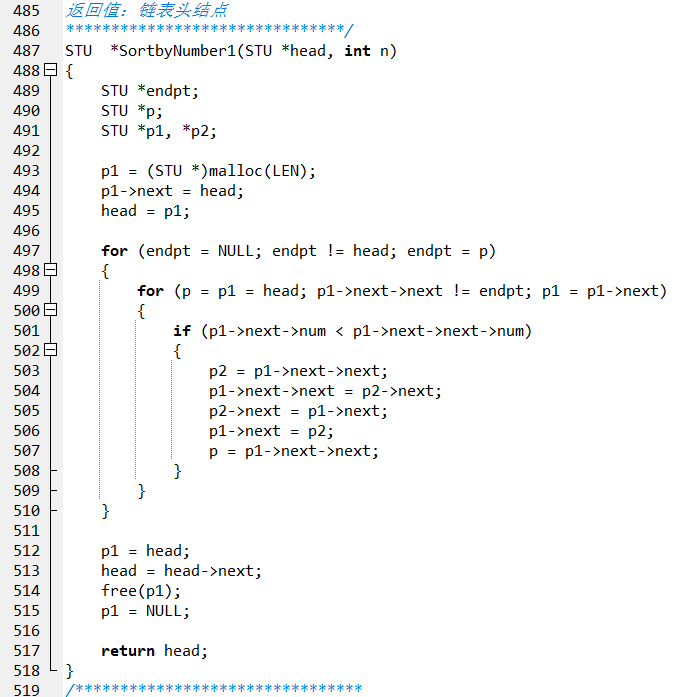 485 返回值：链表头结点
486 *******************************/
487 STU  *SortbyNumber1(STU *head, int n)
488 {
489     STU *endpt;
490     STU *p;
491     STU *p1, *p2;
492
493     p1 = (STU *)malloc(LEN);
494     p1->next = head;
495     head = p1;
496
497     for (endpt = NULL; endpt != head; endpt = p)
498     {
499         for (p = p1 = head; p1->next->next != endpt; p1 = p1->next)
500         {
501             if (p1->next->num < p1->next->next->num)
502             {
503                 p2 = p1->next->next;
504                 p1->next->next = p2->next;
505                 p2->next = p1->next;
506                 p1->next = p2;
507                 p = p1->next->next;
508             }
509         }
510     }
511
512     p1 = head;
513     head = head->next;
514     free(p1);
515     p1 = NULL;
516
517     return head;
518 }
519 /********************************